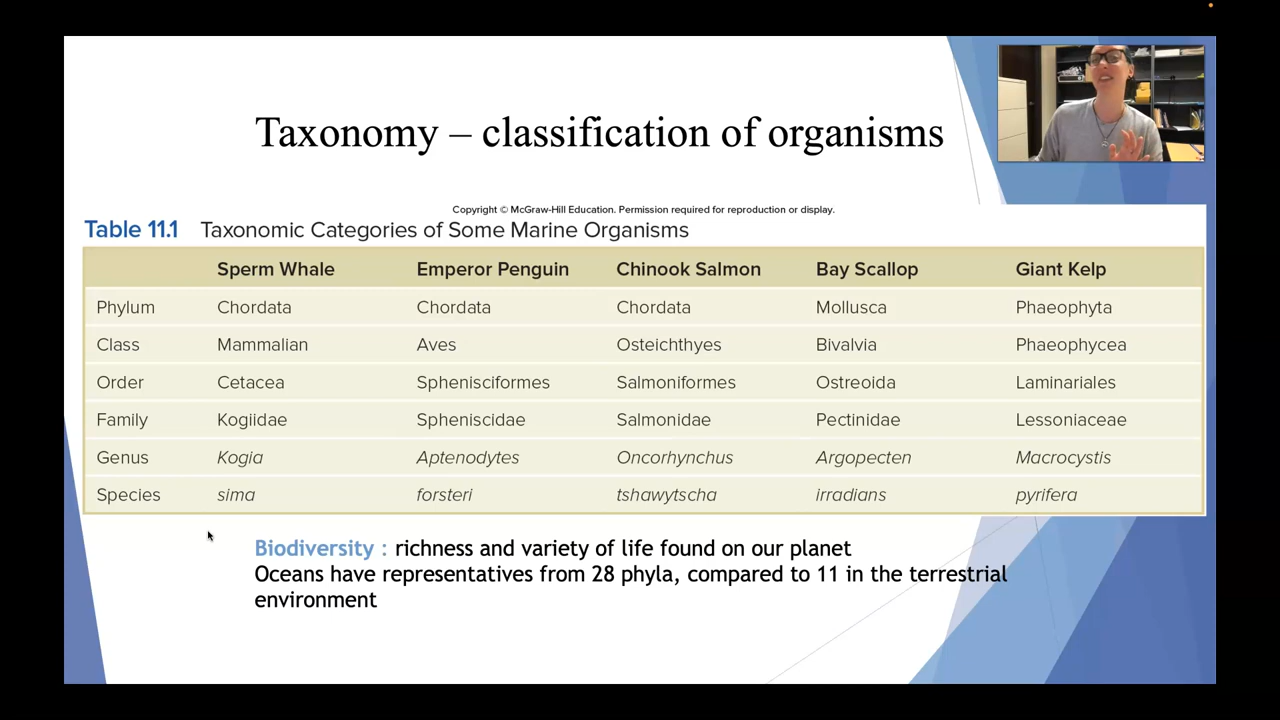 Taxonomy – classification of organisms
Copyright © McGraw-Hill Education. Permission required for reproduction or display.
Table 11.1 Taxonomic Categories of Some Marine Organisms
Sperm Whale Emperor Penguin Chinook Salmon Bay Scallop Giant Kelp
Phylum Chordata Chordata Chordata Mollusca Phaeophyta
Class Mammalian Aves Osteichthyes Bivalvia Phaeophycea
Order Cetacea Sphenisciformes Salmoniformes Ostreoida Laminariales
Family Kogiidae Spheniscidae Salmonidae Pectinidae Lessoniaceae
Genus Kogia Aptenodytes Oncorhynchus Argopecten Macrocystis
Species sima forsteri tshawytscha irradians pyrifera
Biodiversity : richness and variety of life found on our planet
Oceans have representatives from 28 phyla, compared to 11 in the terrestrial
environment